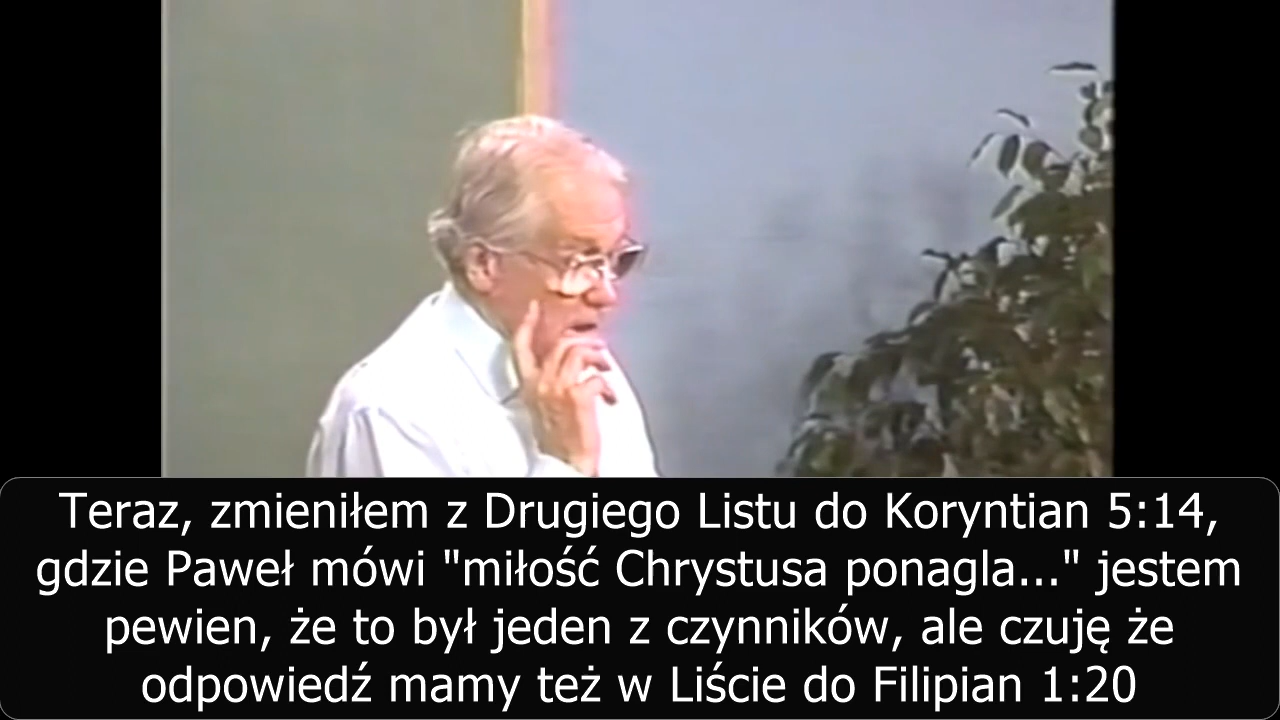 Teraz, zmieniłem z Drugiego Listu do Koryntian 5:14,
gdzie Paweł mówi "miłość Chrystusa ponagla..." jestem
pewien, że to był jeden z czynników, ale czuję że
odpowiedź mamy też w Liście do Filipian 1:20